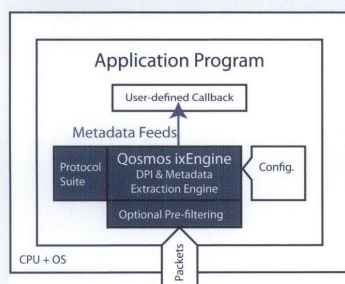 Application Program
User-defined Callback
Metadata Feeds
Protocol
Suite
Qosmos ixEngine
DPI & Metadata
Extraction Engine
Config.
Optional Pre-filtering
CPU + OS
Packets